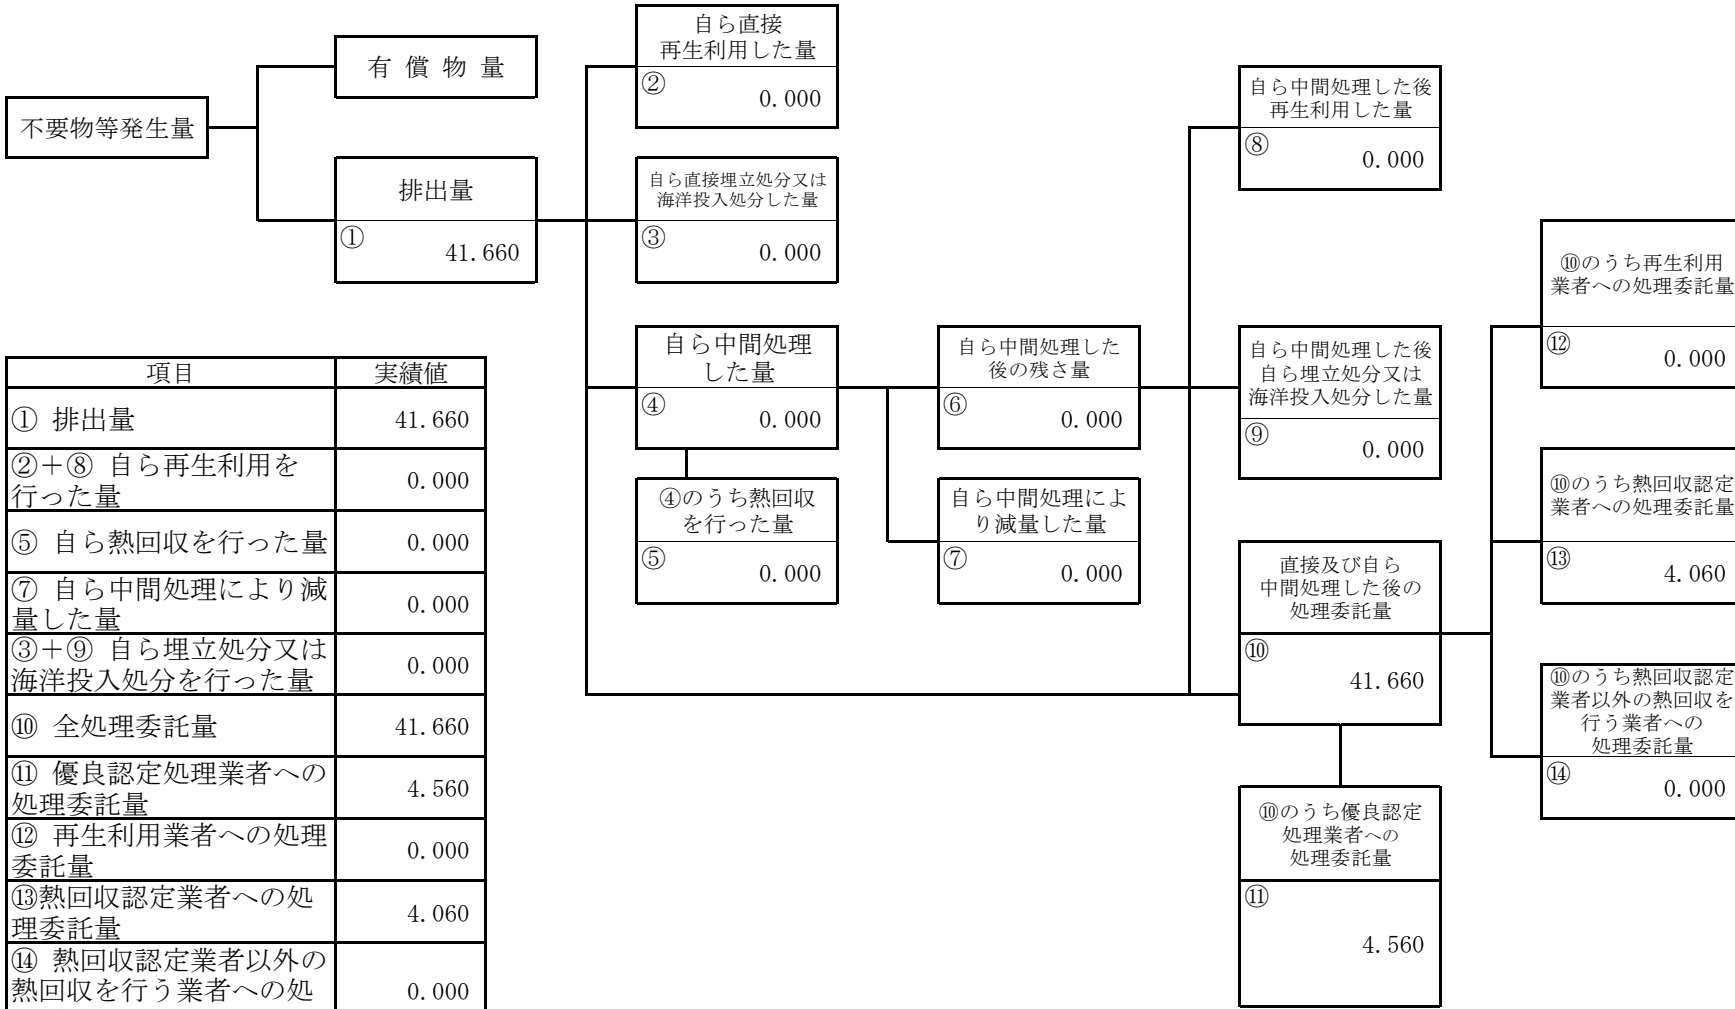 不要物等発生量
有 償 物 量
排出量
①
41.660
自ら直接
再生利用した量
②
0.000
自ら直接埋立処分又は
海洋投入処分した量
③
0.000
自ら中間処理
した量
④
0.000
④のうち熱回収
を行った量
⑤
0.000
自ら中間処理した
後の残さ量
⑥
0.000
自ら中間処理によ
り減量した量
⑦
0.000
自ら中間処理した後
再生利用した量
⑧
0.000
自ら中間処理した後
自ら埋立処分又は
海洋投入処分した量
⑨
0.000
直接及び自ら
中間処理した後の
処理委託量
⑩
41.660
⑩のうち優良認定
処理業者への
処理委託量
⑪
4.560
⑩のうち再生利用
業者への処理委託量
⑫
0.000
⑩のうち熱回収認定
業者への処理委託量
⑬
4.060
⑩のうち熱回収認定
業者以外の熱回収を
行う業者への
処理委託量
⑭
0.000
項目 実績値
① 排出量 41.660
②＋⑧ 自ら再生利用を
行った量 0.000
⑤ 自ら熱回収を行った量 0.000
⑦ 自ら中間処理により減
量した量 0.000
③＋⑨ 自ら埋立処分又は
海洋投入処分を行った量 0.000
⑩ 全処理委託量 41.660
⑪ 優良認定処理業者への
処理委託量 4.560
⑫ 再生利用業者への処理
委託量 0.000
⑬熱回収認定業者への処
理委託量 4.060
⑭ 熱回収認定業者以外の
熱回収を行う業者への処 0.000